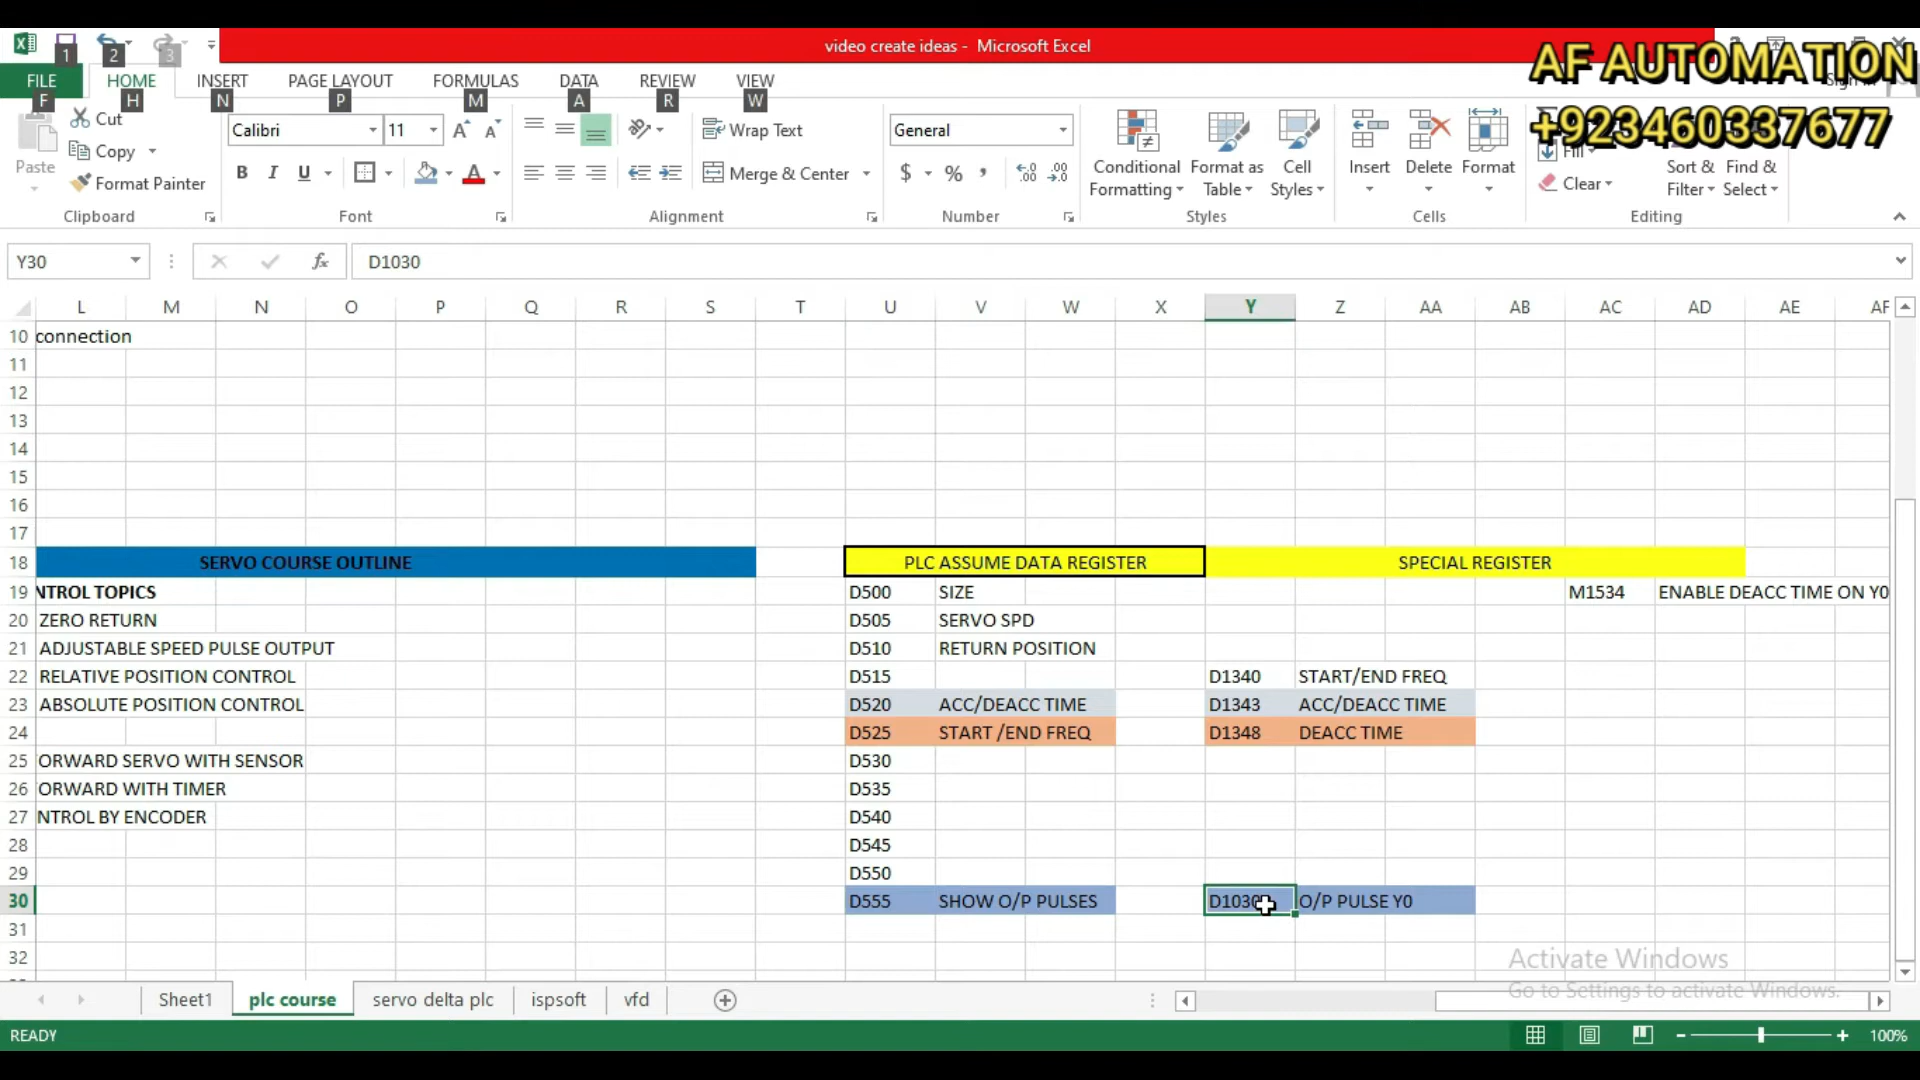 video create ideas - Microsoft Excel
AF AUTOMATION
+923460337677
1
2
3
FILE
HOME
INSERT
PAGE LAYOUT
FORMULAS
DATA
REVIEW
VIEW
F
H
N
P
M
A
R
W
Cut
Copy
Format Painter
Paste
Calibri
11
Wrap Text
Merge & Center
General
Conditional Formatting
Format as Table
Cell Styles
Insert
Delete
Format
Fill
Clear
Sort & Filter
Find & Select
Clipboard
Font
Alignment
Number
Styles
Cells
Editing
Y30
D1030
L M N O P Q R S T U V W X Y Z AA AB AC AD AE AF
10 connection
11
12
13
14
15
16
17
18 SERVO COURSE OUTLINE PLC ASSUME DATA REGISTER SPECIAL REGISTER
19 NTROL TOPICS D500 SIZE M1534 ENABLE DEACC TIME ON Y0
20 ZERO RETURN D505 SERVO SPD
21 ADJUSTABLE SPEED PULSE OUTPUT D510 RETURN POSITION
22 RELATIVE POSITION CONTROL D515 D1340 START/END FREQ
23 ABSOLUTE POSITION CONTROL D520 ACC/DEACC TIME D1343 ACC/DEACC TIME
24 D525 START /END FREQ D1348 DEACC TIME
25 ORWARD SERVO WITH SENSOR D530
26 ORWARD WITH TIMER D535
27 NTROL BY ENCODER D540
28 D545
29 D550
30 D555 SHOW O/P PULSES D1030 O/P PULSE Y0
31
32
Activate Windows
Go to Settings to activate Windows.
Sheet1
plc course
servo delta plc
ispsoft
vfd
READY
100%